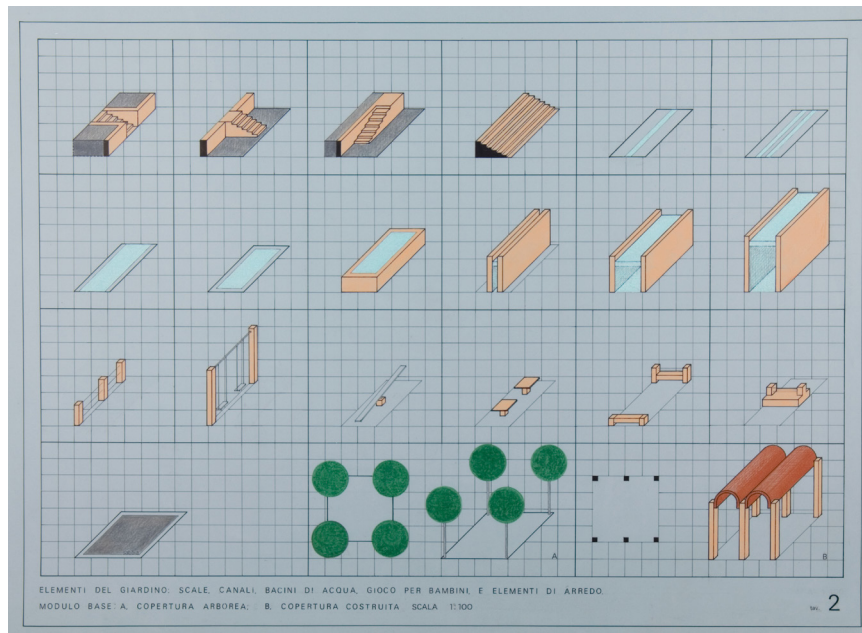 A
B
ELEMENTI DEL GIARDINO: SCALE, CANALI, BACINI DI ACQUA, GIOCO PER BAMBINI, E ELEMENTI DI ARREDO.
MODULO BASE: A. COPERTURA ARBOREA; B. COPERTURA COSTRUITA SCALA 1:100
tav. 2